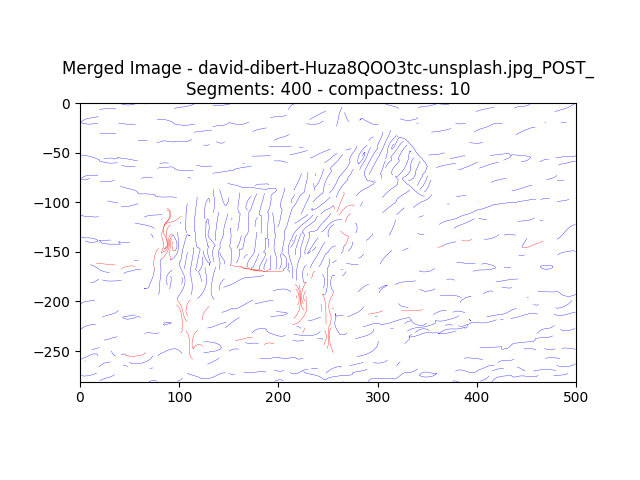 Merged Image - david-dibert-Huza8QOO3tc-unsplash.jpg_POST_
Segments: 400 - compactness: 10
0
−50
−100
−150
−200
−250
0 100 200 300 400 500